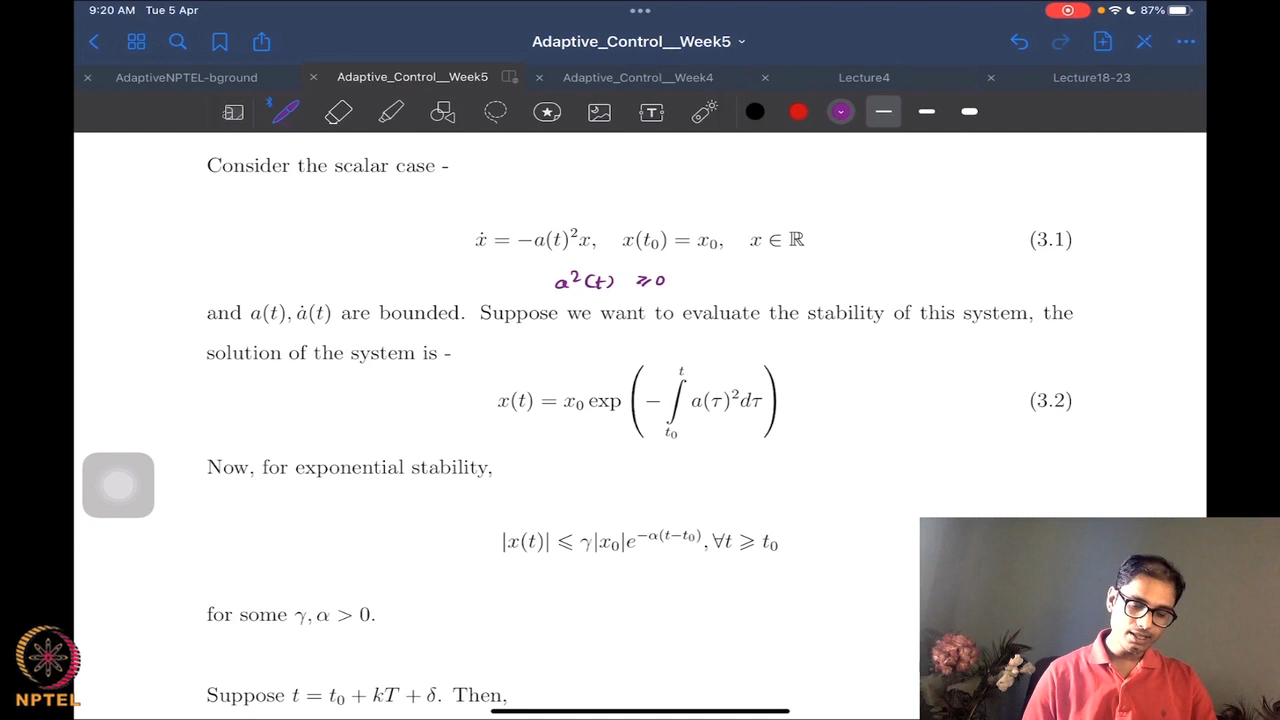 9:20 AM Tue 5 Apr
87%
Adaptive_Control__Week5
AdaptiveNPTEL-bground
Adaptive_Control__Week5
Adaptive_Control__Week4
Lecture4
Lecture18-23
Consider the scalar case -
ẋ = −a(t)²x, x(t₀) = x₀, x ∈ ℝ (3.1)
a²(t) ⩾0
and a(t), ȧ(t) are bounded. Suppose we want to evaluate the stability of this system, the
solution of the system is -
x(t) = x₀ exp ( − ∫_{t₀}^{t} a(τ)²dτ ) (3.2)
Now, for exponential stability,
|x(t)| ⩽ γ|x₀|e^{−α(t−t₀)}, ∀t ⩾ t₀
for some γ, α > 0.
Suppose t = t₀ + kT + δ. Then,
NPTEL